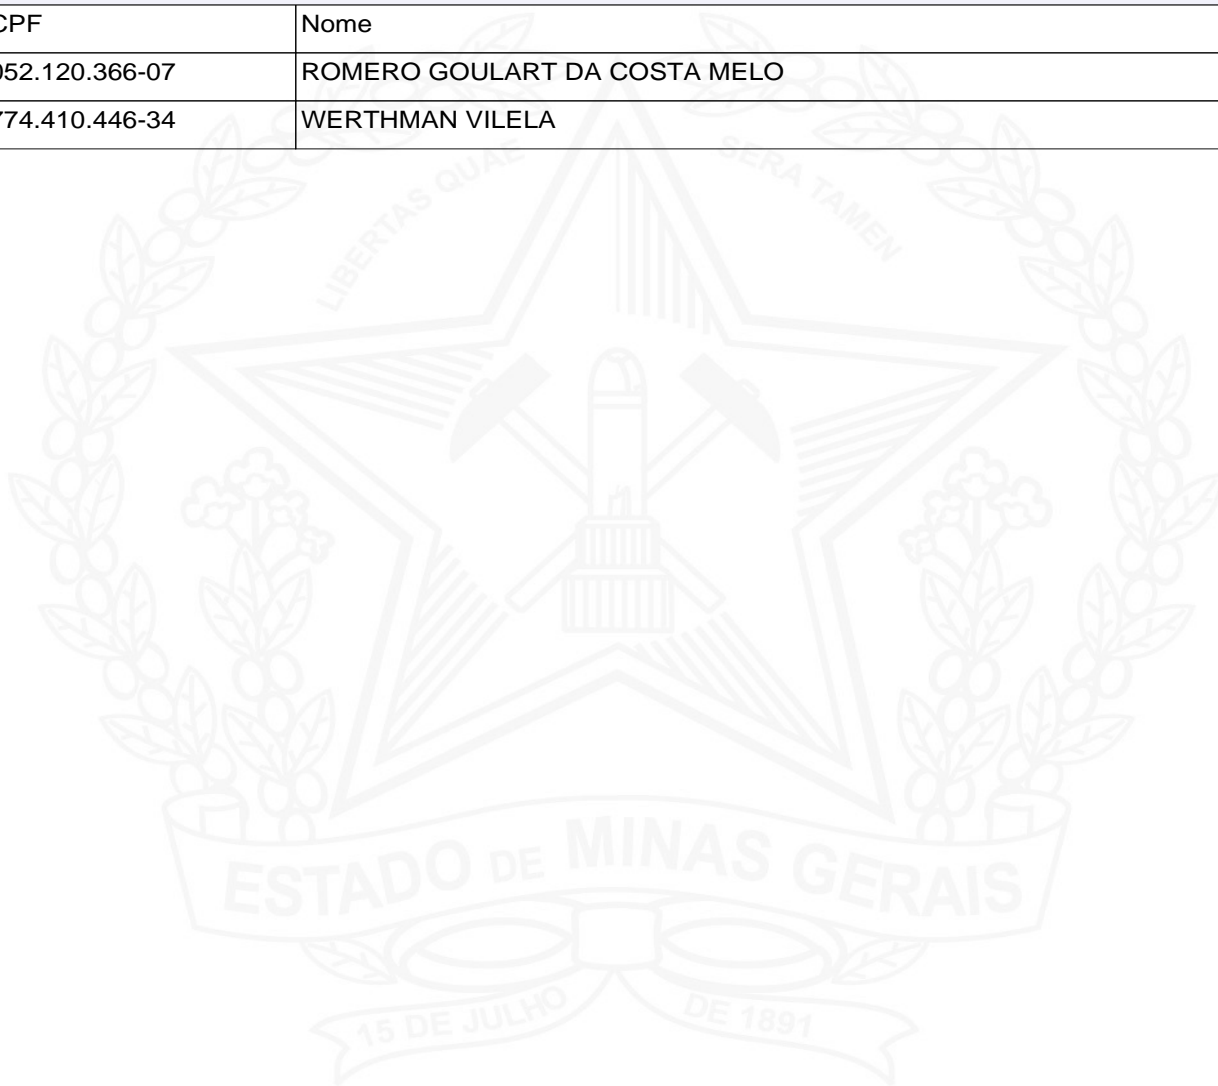 CPF Nome
052.120.366-07 ROMERO GOULART DA COSTA MELO
774.410.446-34 WERTHMAN VILELA
LIBERTAS QUAE SERA TAMEN
ESTADO DE MINAS GERAIS
15 DE JULHO DE 1891